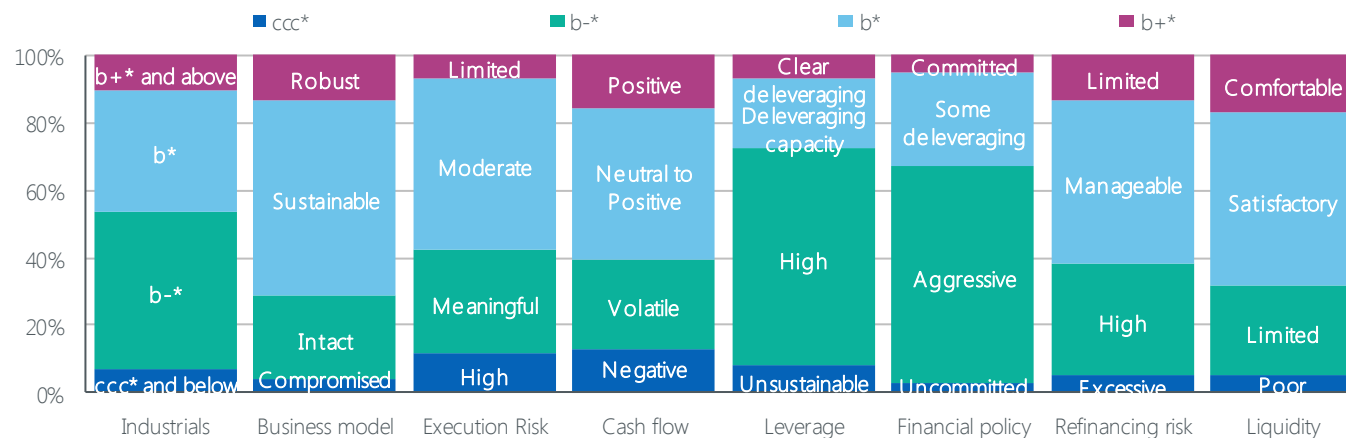 ccc* b-* b* b+*
100%
80%
60%
40%
20%
0%
b+* and above
b*
b-*
ccc* and below
Robust
Sustainable
Intact
Compromised
Limited
Moderate
Meaningful
High
Positive
Neutral to
Positive
Volatile
Negative
Clear
deleveraging
Deleveraging
capacity
High
Unsustainable
Committed
Some
deleveraging
Aggressive
Uncommitted
Limited
Manageable
High
Excessive
Comfortable
Satisfactory
Limited
Poor
Industrials Business model Execution Risk Cash flow Leverage Financial policy Refinancing risk Liquidity